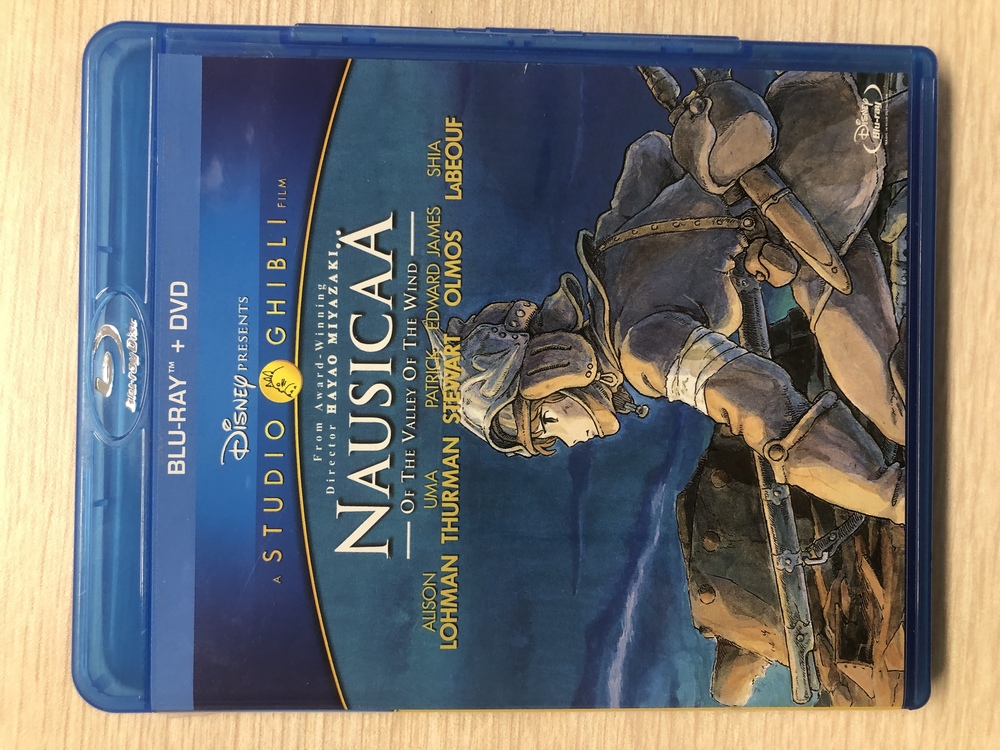 Blu-ray Disc
BLU-RAY™ + DVD
Disney PRESENTS
A STUDIO GHIBLI FILM
From Award-Winning
Director HAYAO MIYAZAKI
NAUSICAÄ
OF THE VALLEY OF THE WIND
ALISON LOHMAN UMA THURMAN PATRICK STEWART EDWARD JAMES OLMOS SHIA LABEOUF
Disney
Blu-ray